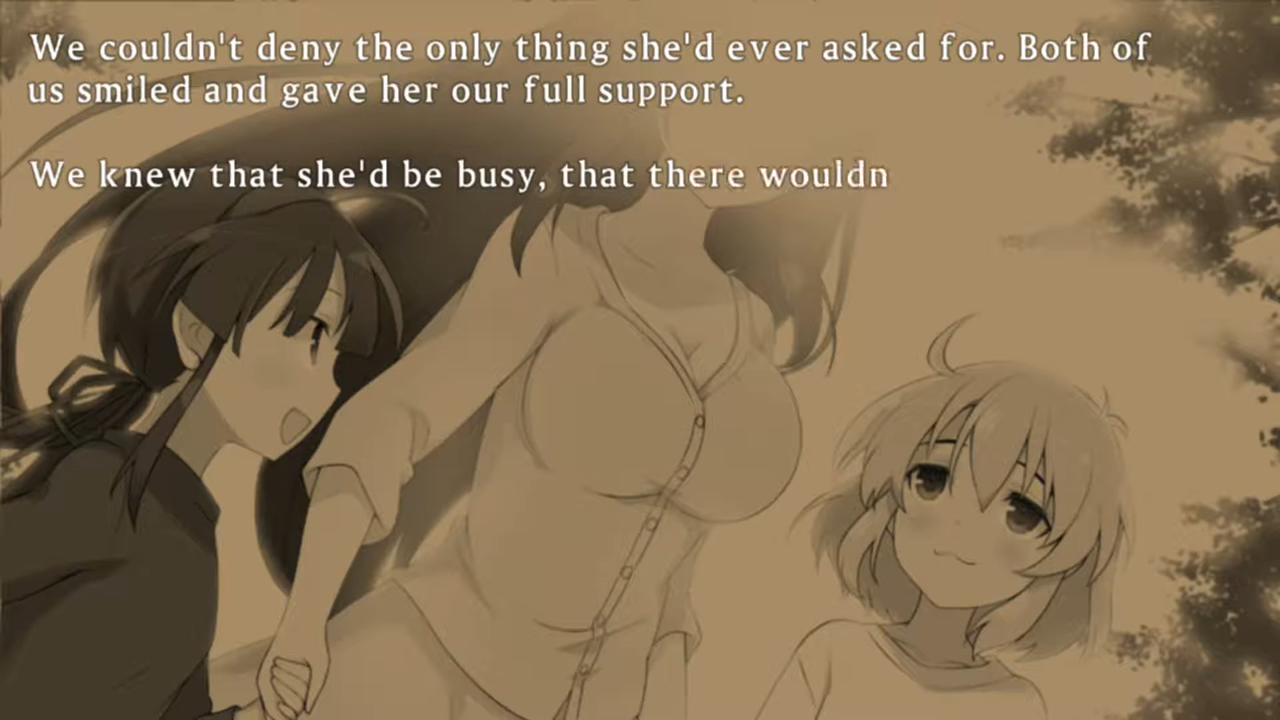 We couldn't deny the only thing she'd ever asked for. Both of
us smiled and gave her our full support.
We knew that she'd be busy, that there wouldn